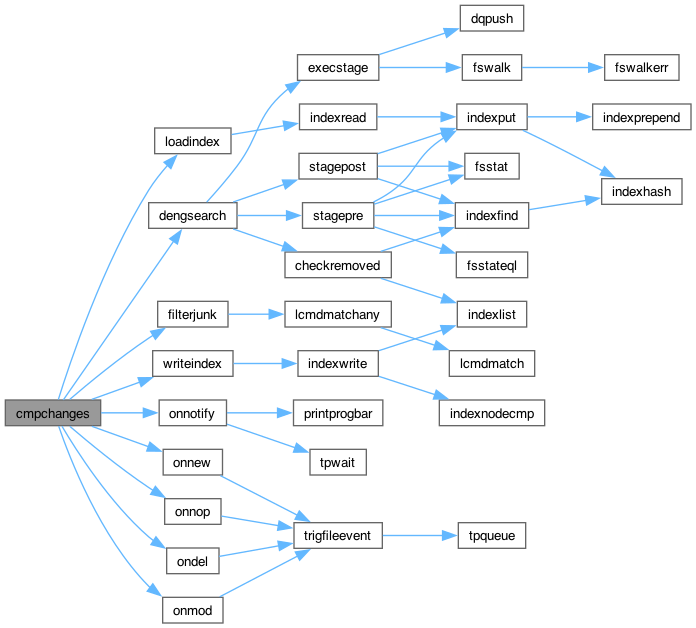 cmpchanges
loadindex
dengsearch
filterjunk
writeindex
onnotify
onnew
onnop
ondel
onmod
execstage
indexread
stagepost
stagepre
checkremoved
lcmdmatchany
indexwrite
printprogbar
tpwait
trigfileevent
dqpush
fswalk
indexput
fsstat
indexfind
fsstateql
indexlist
lcmdmatch
indexnodecmp
tpqueue
fswalkerr
indexprepend
indexhash